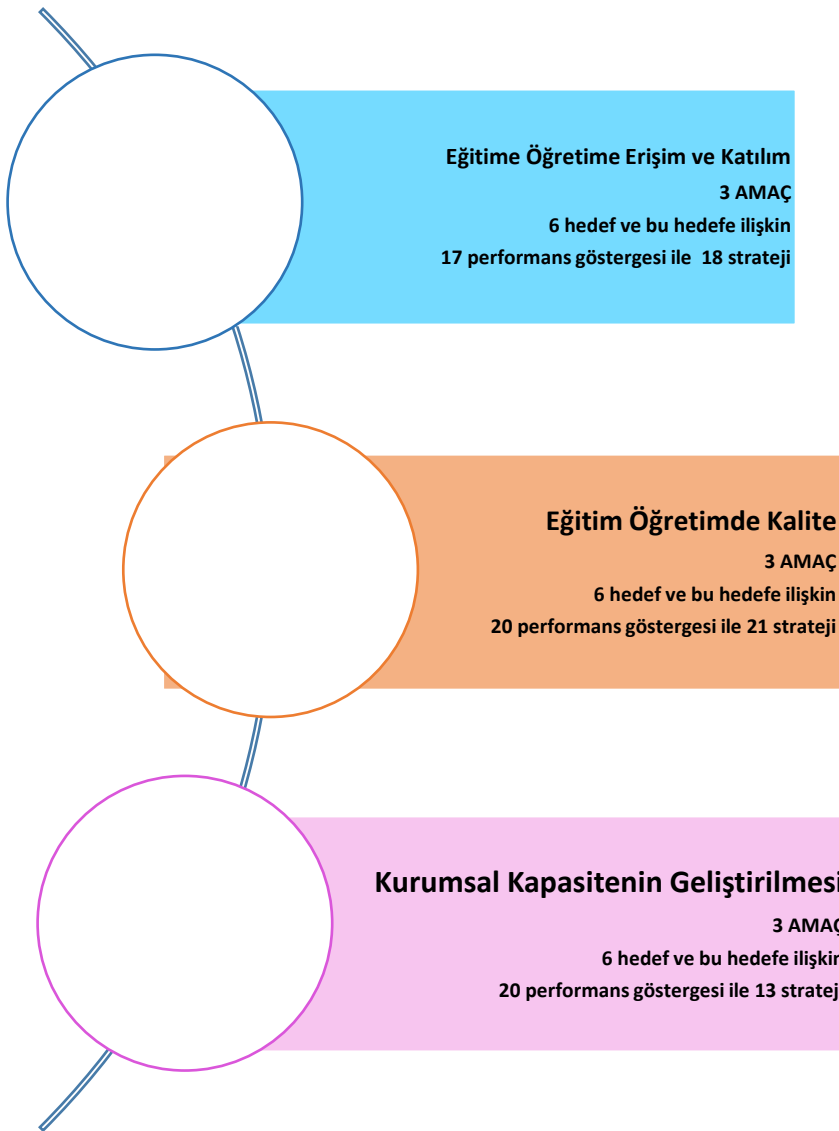 Eğitime Öğretime Erişim ve Katılım
3 AMAÇ
6 hedef ve bu hedefe ilişkin
17 performans göstergesi ile 18 strateji
Eğitim Öğretimde Kalite
3 AMAÇ
6 hedef ve bu hedefe ilişkin
20 performans göstergesi ile 21 strateji
Kurumsal Kapasitenin Geliştirilmesi
3 AMAÇ
6 hedef ve bu hedefe ilişkin
20 performans göstergesi ile 13 strateji